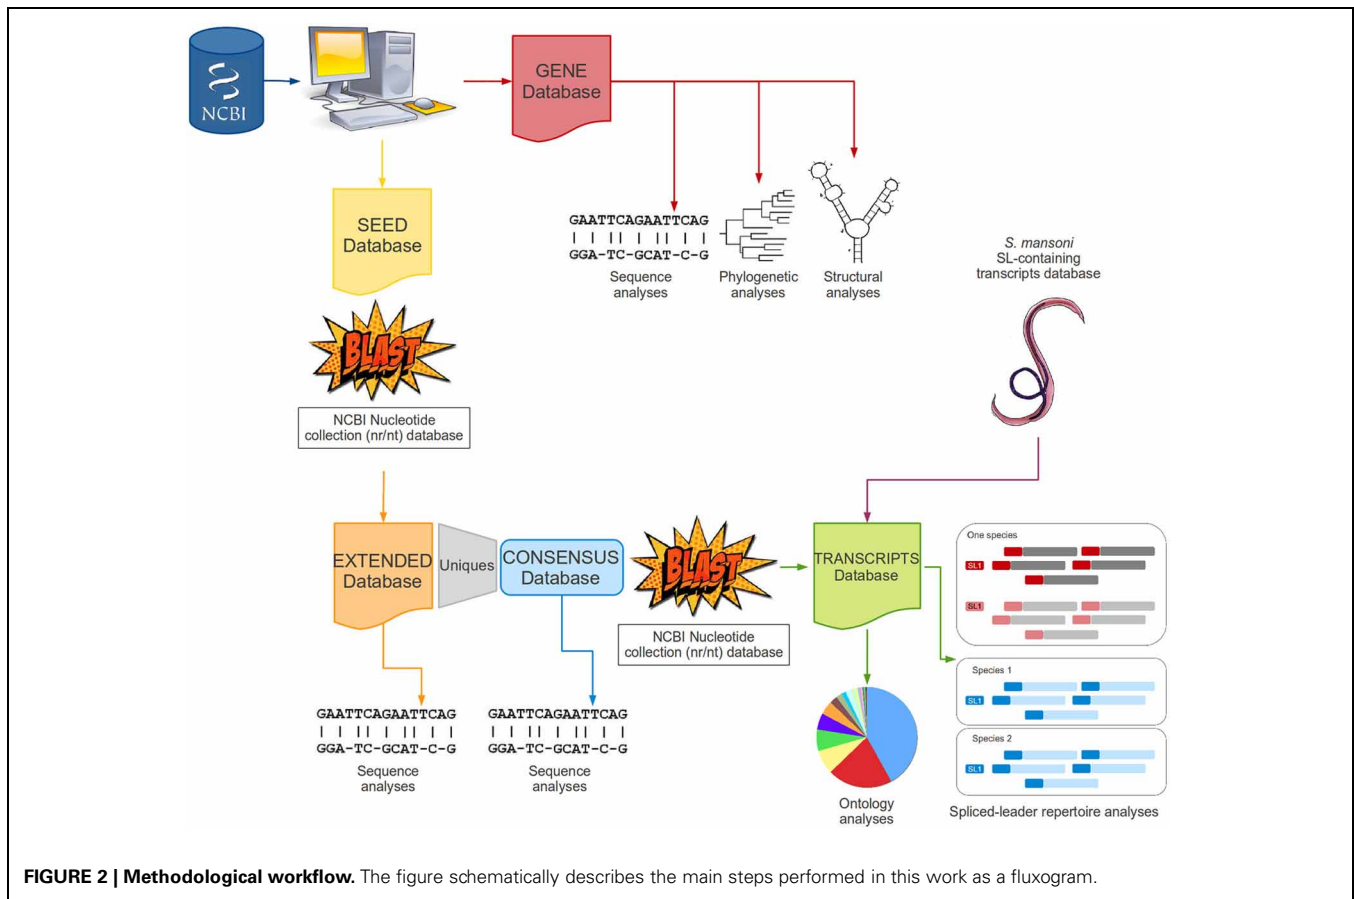 NCBI
GENE
Database
SEED
Database
GAATTCAGAATTCAG
GGA-TC-GCAT-C-G
Sequence
analyses
Phylogenetic
analyses
Structural
analyses
S. mansoni
SL-containing
transcripts database
BLAST
NCBI Nucleotide
collection (nr/nt) database
EXTENDED
Database
Uniques
CONSENSUS
Database
BLAST
NCBI Nucleotide
collection (nr/nt) database
TRANSCRIPTS
Database
One species
SL1
SL1
Species 1
SL1
Species 2
SL1
GAATTCAGAATTCAG
GGA-TC-GCAT-C-G
Sequence
analyses
GAATTCAGAATTCAG
GGA-TC-GCAT-C-G
Sequence
analyses
Ontology
analyses
Spliced-leader repertoire analyses
FIGURE 2 | Methodological workflow. The figure schematically describes the main steps performed in this work as a fluxogram.